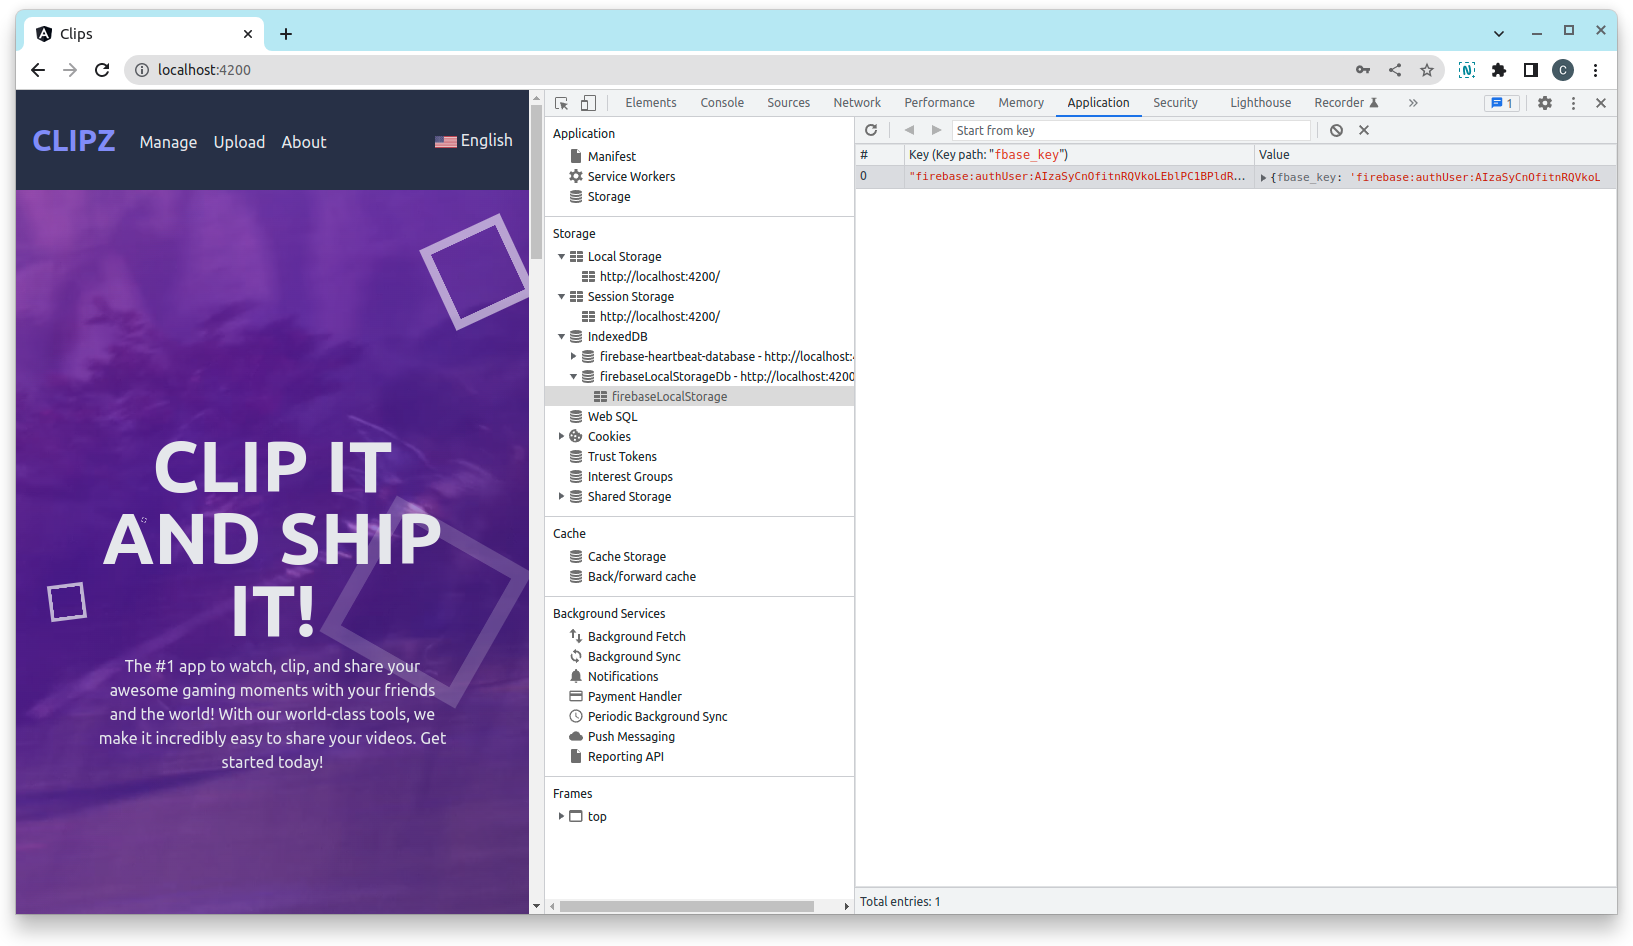 Clips
localhost:4200
C
CLIPZ Manage Upload About English
CLIP IT
AND SHIP
IT!
The #1 app to watch, clip, and share your
awesome gaming moments with your friends
and the world! With our world-class tools, we
make it incredibly easy to share your videos. Get
started today!
Elements Console Sources Network Performance Memory Application Security Lighthouse Recorder » 1
Application
Manifest
Service Workers
Storage
Storage
Local Storage
http://localhost:4200/
Session Storage
http://localhost:4200/
IndexedDB
firebase-heartbeat-database - http://localhost:4
firebaseLocalStorageDb - http://localhost:4200
firebaseLocalStorage
Web SQL
Cookies
Trust Tokens
Interest Groups
Shared Storage
Cache
Cache Storage
Back/forward cache
Background Services
Background Fetch
Background Sync
Notifications
Payment Handler
Periodic Background Sync
Push Messaging
Reporting API
Frames
top
Start from key
# Key (Key path: "fbase_key") Value
0 "firebase:authUser:AIzaSyCnOfitnRQVkoLEblPC1BPldR... {fbase_key: 'firebase:authUser:AIzaSyCnOfitnRQVkoL
Total entries: 1